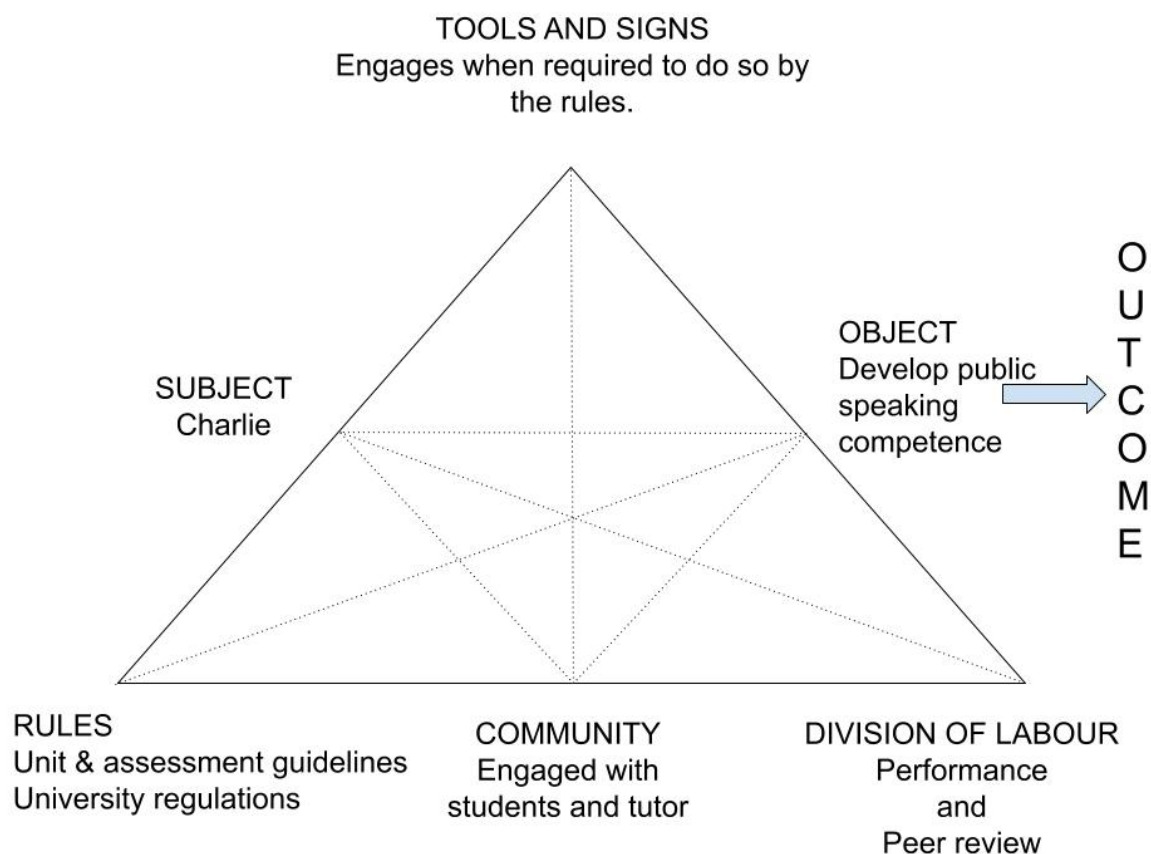 TOOLS AND SIGNS
Engages when required to do so by
the rules.
SUBJECT
Charlie
OBJECT
Develop public
speaking
competence
O
U
T
C
O
M
E
RULES
Unit & assessment guidelines
University regulations
COMMUNITY
Engaged with
students and tutor
DIVISION OF LABOUR
Performance
and
Peer review